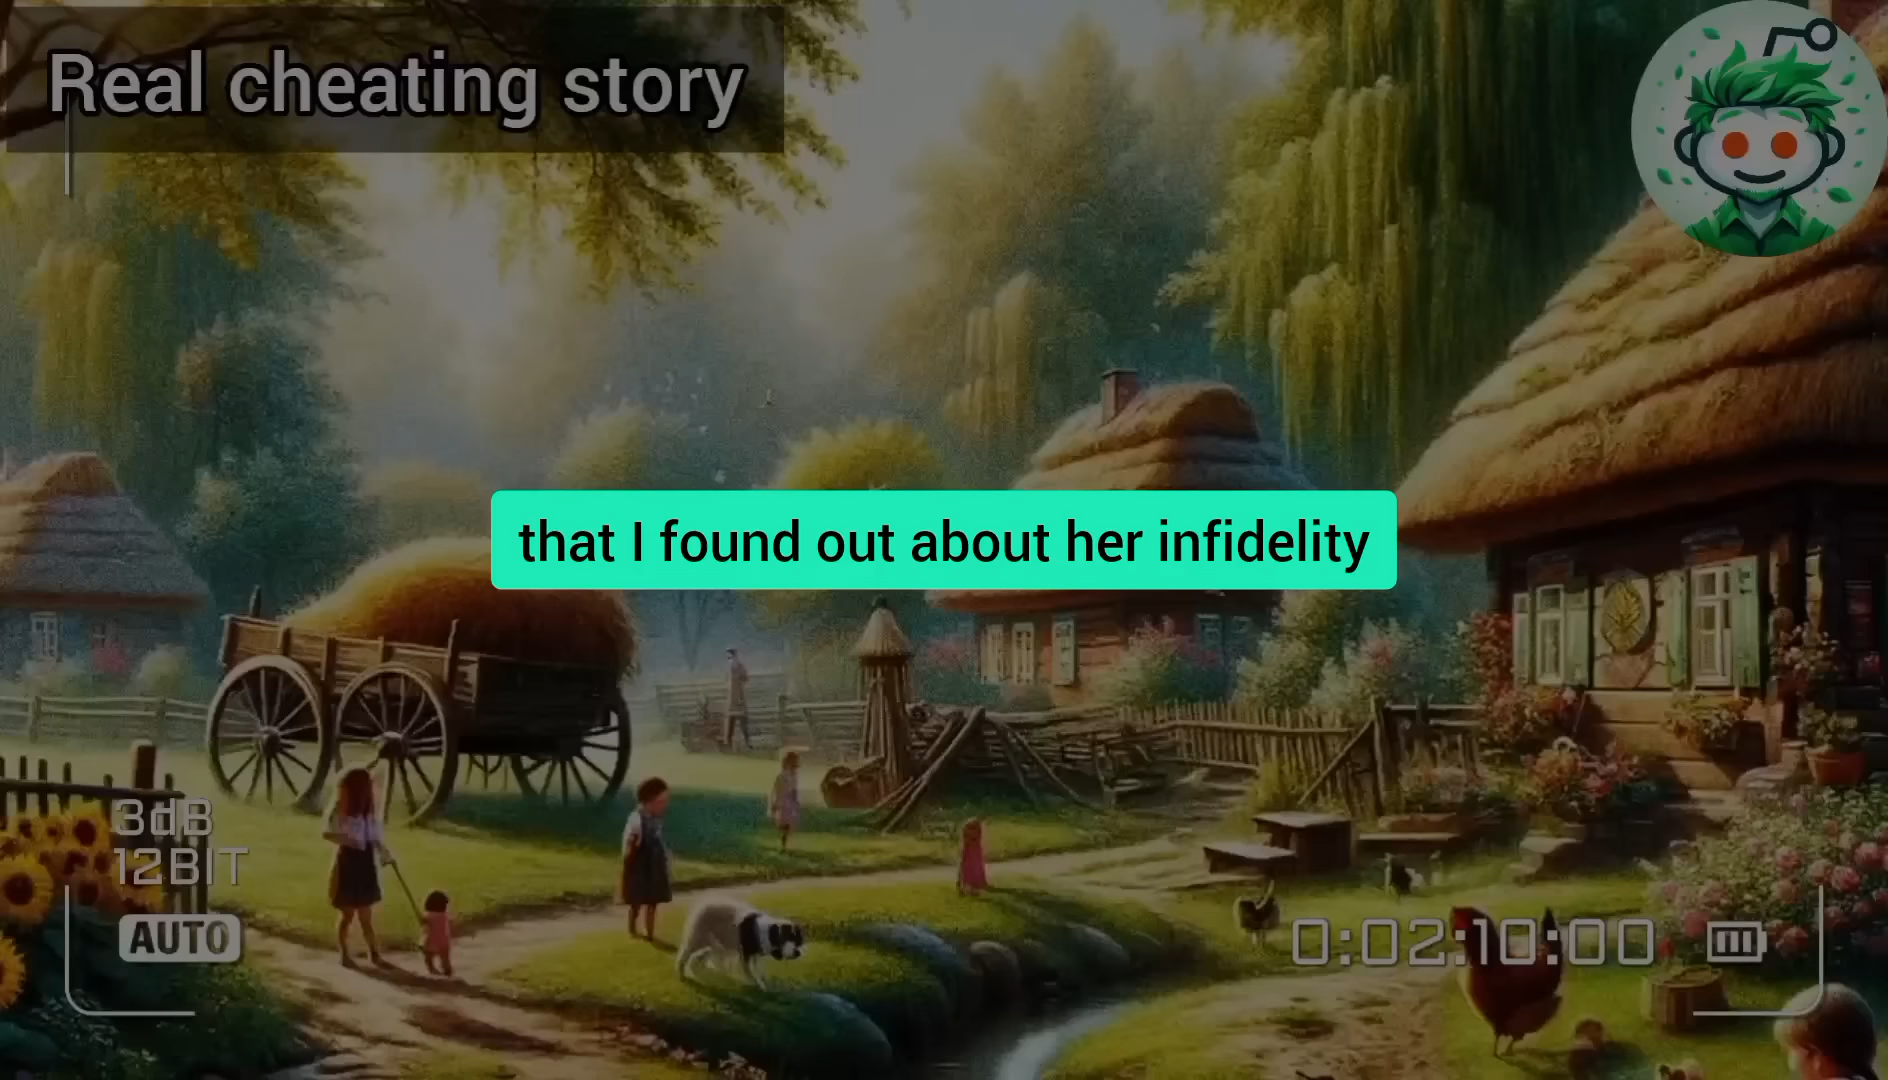 Real cheating story
that I found out about her infidelity
3dB
12BIT
AUTO
0:02:10:00